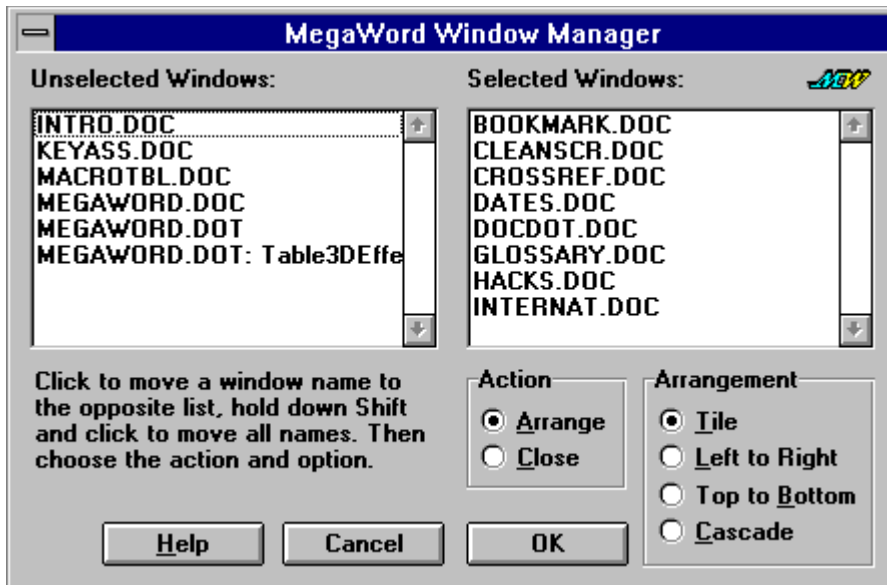 MegaWord Window Manager
Unselected Windows:
INTRO.DOC
KEYASS.DOC
MACROTBL.DOC
MEGAWORD.DOC
MEGAWORD.DOT
MEGAWORD.DOT: Table3DEffe
Selected Windows:
MEW
BOOKMARK.DOC
CLEANSCR.DOC
CROSSREF.DOC
DATES.DOC
DOCDOT.DOC
GLOSSARY.DOC
HACKS.DOC
INTERNAT.DOC
Click to move a window name to
the opposite list, hold down Shift
and click to move all names. Then
choose the action and option.
Action
Arrange
Close
Arrangement
Tile
Left to Right
Top to Bottom
Cascade
Help
Cancel
OK